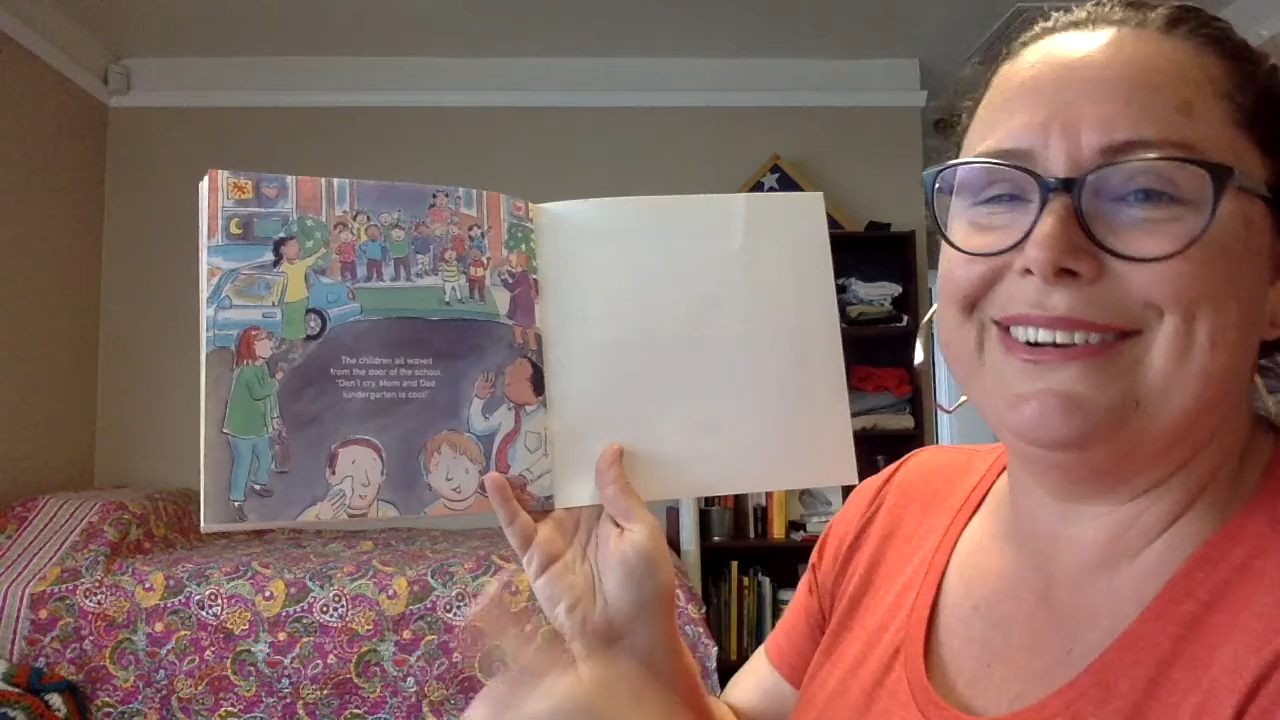 The children all waved
from the door of the school.
"Don't cry, Mom and Dad
kindergarten is cool!"